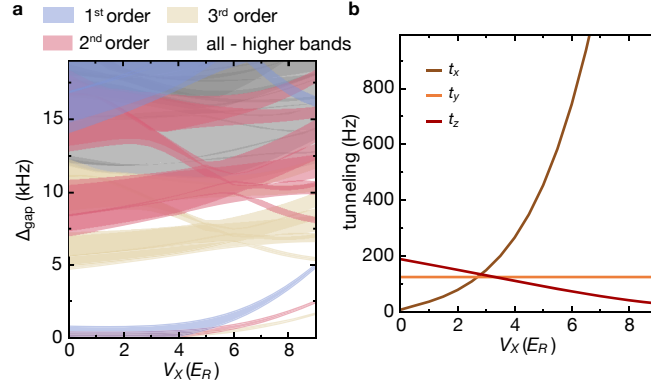 a
1st order
3rd order
2nd order
all - higher bands
Δgap (kHz)
15
10
5
0
0
2
4
6
8
VX(ER)
b
tx
ty
tz
tunneling (Hz)
800
600
400
200
0
0
2
4
6
8
VX(ER)